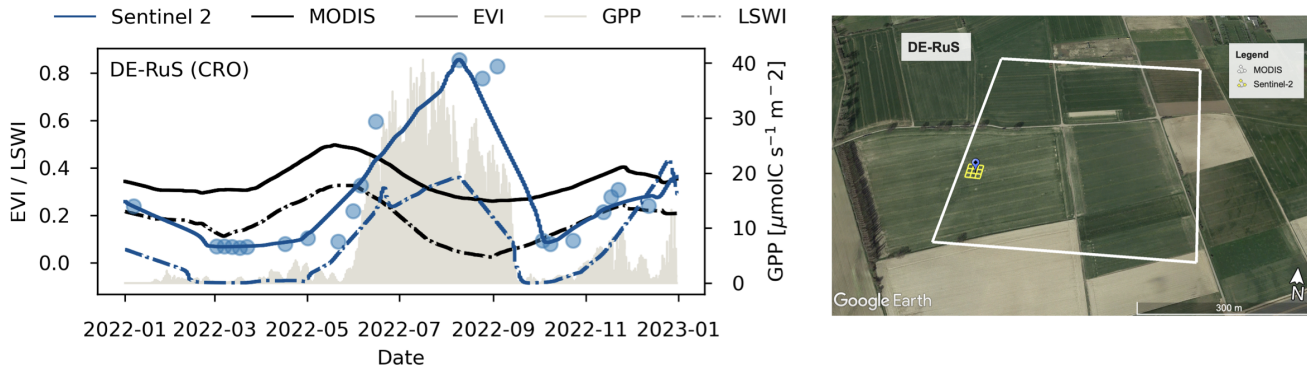 Sentinel 2 MODIS EVI GPP LSWI
DE-RuS (CRO)
EVI / LSWI
0.8
0.6
0.4
0.2
0.0
GPP [μmolC s⁻¹ m⁻2]
40
30
20
10
0
2022-01 2022-03 2022-05 2022-07 2022-09 2022-11 2023-01
Date
DE-RuS
Legend
MODIS
Sentinel-2
Google Earth
N
300 m